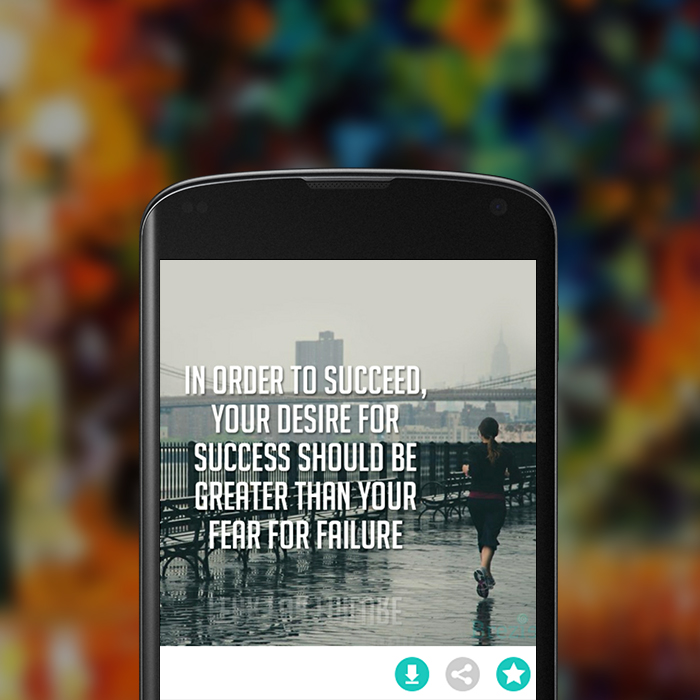 IN ORDER TO SUCCEED,
YOUR DESIRE FOR
SUCCESS SHOULD BE
GREATER THAN YOUR
FEAR FOR FAILURE